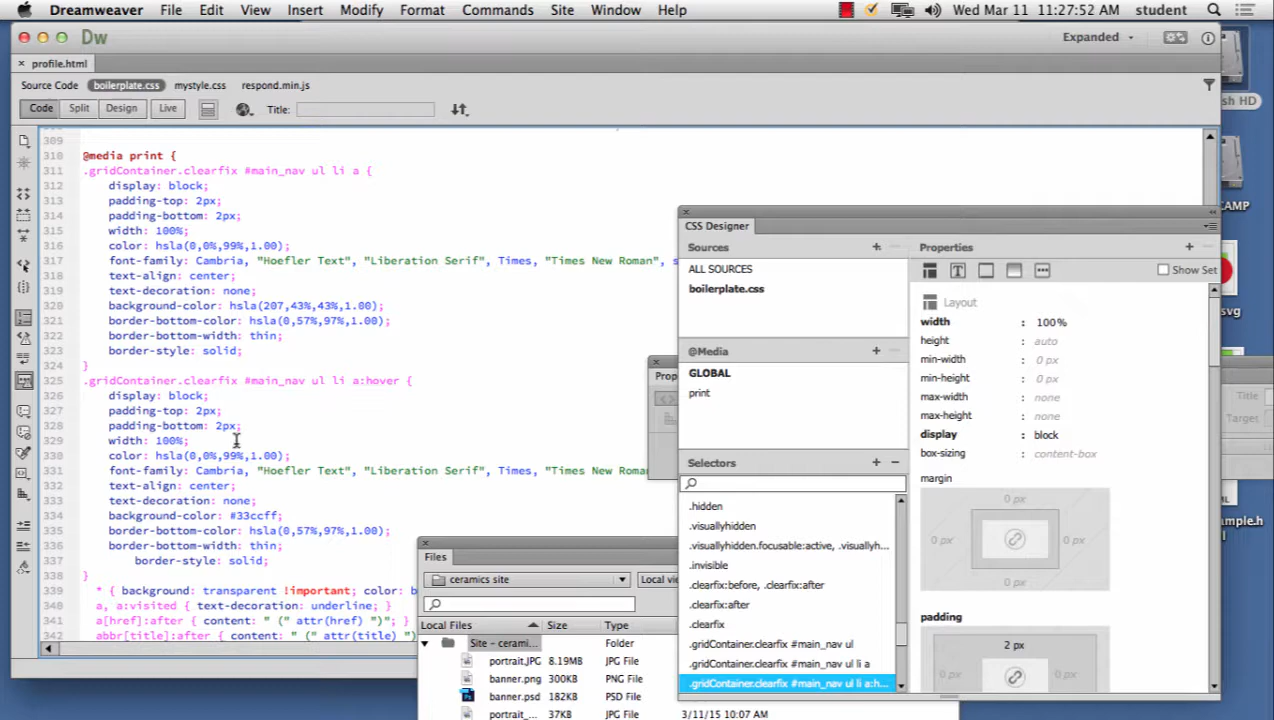 Dreamweaver File Edit View Insert Modify Format Commands Site Window Help Wed Mar 11 11:27:52 AM student
Dw Expanded
× profile.html
Source Code boilerplate.css mystyle.css respond.min.js
Code Split Design Live Title:
309
310 @media print {
311 .gridContainer.clearfix #main_nav ul li a {
312 display: block;
313 padding-top: 2px;
314 padding-bottom: 2px;
315 width: 100%;
316 color: hsla(0,0%,99%,1.00);
317 font-family: Cambria, "Hoefler Text", "Liberation Serif", Times, "Times New Roman", s
318 text-align: center;
319 text-decoration: none;
320 background-color: hsla(207,43%,43%,1.00);
321 border-bottom-color: hsla(0,57%,97%,1.00);
322 border-bottom-width: thin;
323 border-style: solid;
324 }
325 .gridContainer.clearfix #main_nav ul li a:hover {
326 display: block;
327 padding-top: 2px;
328 padding-bottom: 2px;
329 width: 100%;
330 color: hsla(0,0%,99%,1.00);
331 font-family: Cambria, "Hoefler Text", "Liberation Serif", Times, "Times New Roma
332 text-align: center;
333 text-decoration: none;
334 background-color: #33ccff;
335 border-bottom-color: hsla(0,57%,97%,1.00);
336 border-bottom-width: thin;
337 border-style: solid;
338 }
339 * { background: transparent !important; color: b
340 a, a:visited { text-decoration: underline; }
341 a[href]:after { content: " (" attr(href) ")"; }
342 abbr[title]:after { content: " (" attr(title) ")
CSS Designer
Sources
ALL SOURCES
boilerplate.css
@Media
GLOBAL
print
Selectors
.hidden
.visuallyhidden
.visuallyhidden.focusable:active, .visuallyh...
.invisible
.clearfix:before, .clearfix:after
.clearfix:after
.clearfix
.gridContainer.clearfix #main_nav ul
.gridContainer.clearfix #main_nav ul li a
.gridContainer.clearfix #main_nav ul li a:h...
Properties
Show Set
Layout
width : 100%
height : auto
min-width : 0 px
min-height : 0 px
max-width : none
max-height : none
display : block
box-sizing : content-box
margin
0 px
0 px 0 px
0 px
padding
2 px
Prope
Files
ceramics site Local vie
Local Files Size Type
Site - cerami... Folder
portrait.JPG 8.19MB JPG File
banner.png 300KB PNG File
banner.psd 182KB PSD File
portrait_... 37KB JPG File 3/11/15 10:07 AM
sh HD
CAMP
svg
Title
Target
ML
ample.h
l